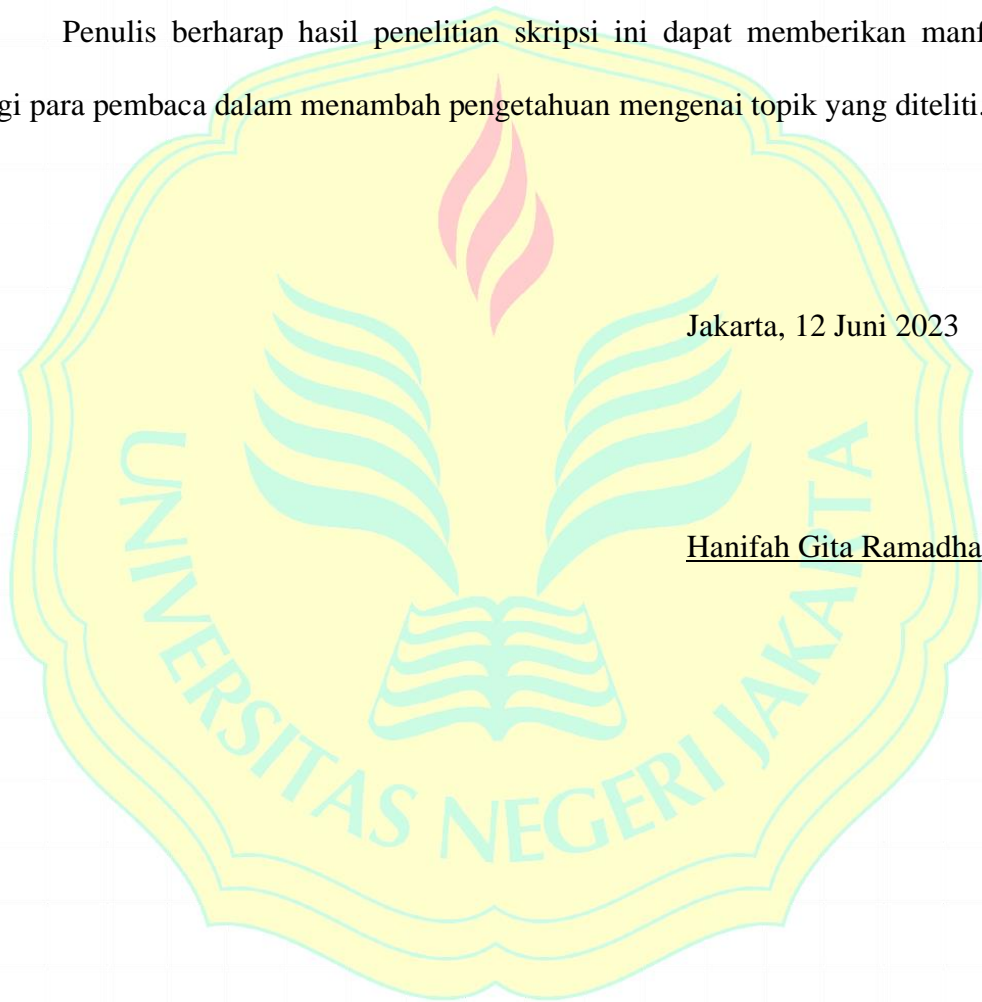 Penulis berharap hasil penelitian skripsi ini dapat memberikan manf
gi para pembaca dalam menambah pengetahuan mengenai topik yang diteliti.
Jakarta, 12 Juni 2023
Hanifah Gita Ramadha
UNIVERSITAS NEGERI JAKARTA